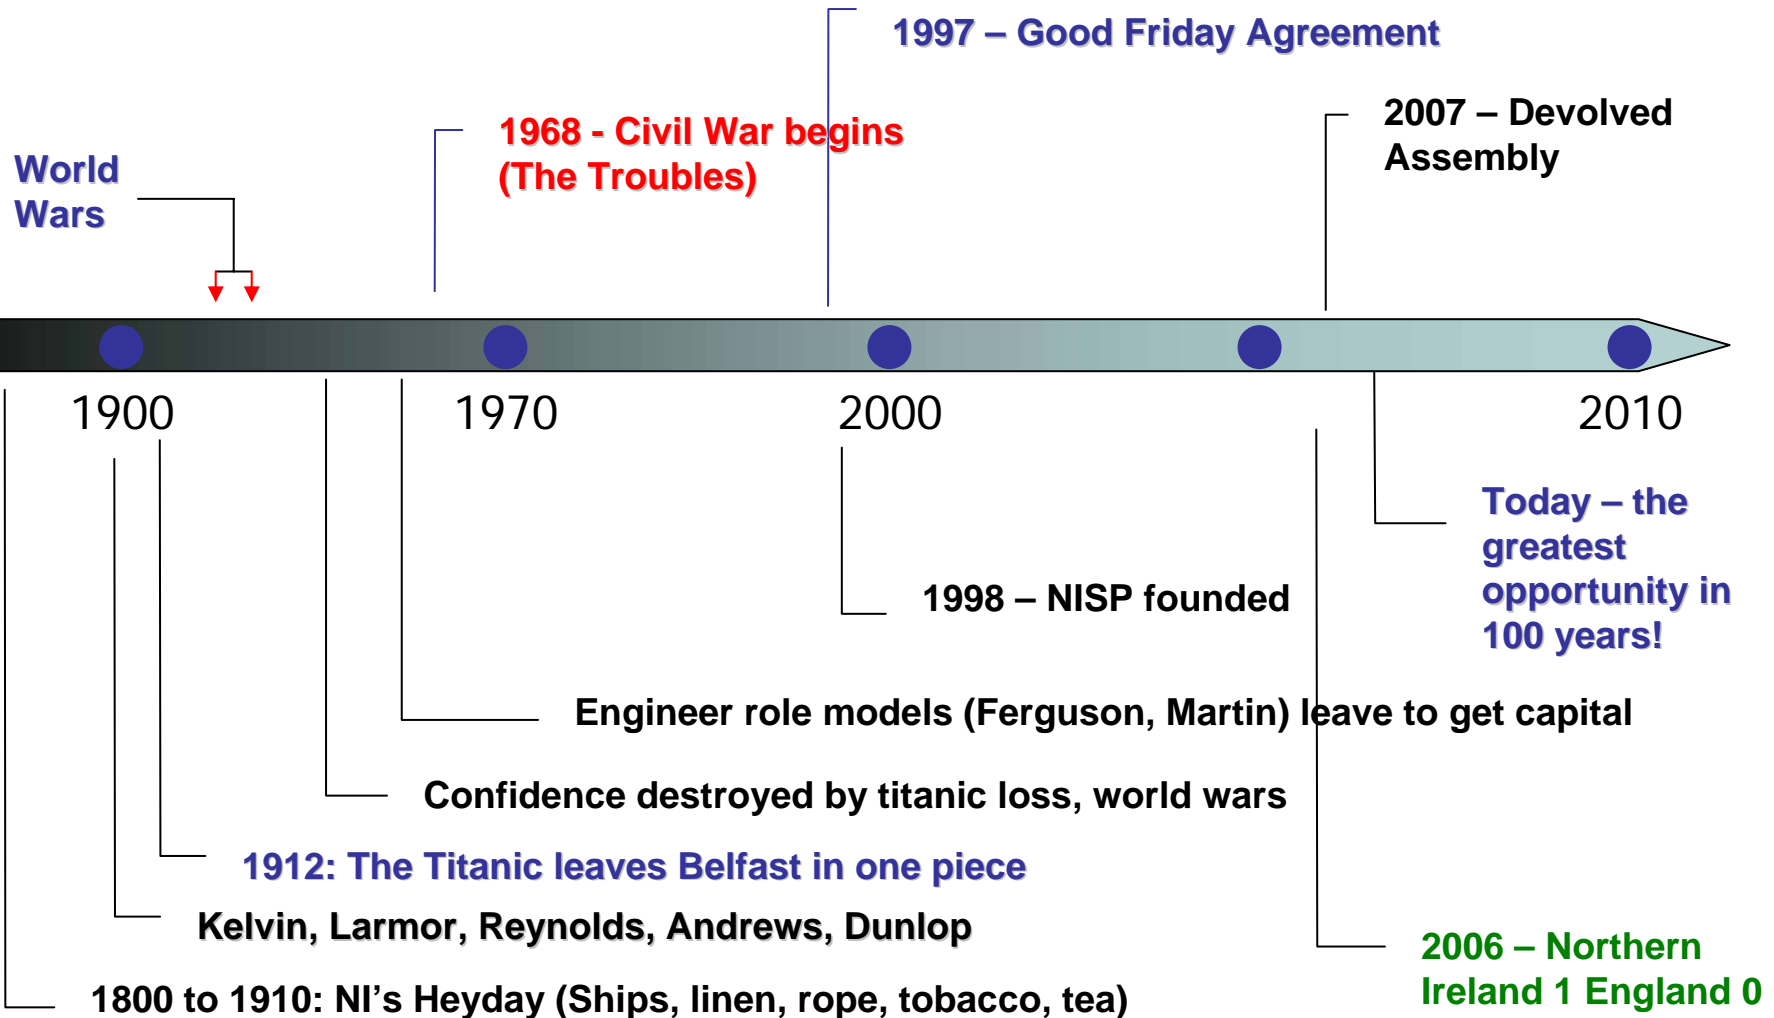 1997 – Good Friday Agreement
1968 - Civil War begins
(The Troubles)
2007 – Devolved
Assembly
World
Wars
1900
1970
2000
2010
Today – the
greatest
opportunity in
100 years!
1998 – NISP founded
Engineer role models (Ferguson, Martin) leave to get capital
Confidence destroyed by titanic loss, world wars
1912: The Titanic leaves Belfast in one piece
Kelvin, Larmor, Reynolds, Andrews, Dunlop
2006 – Northern
Ireland 1 England 0
1800 to 1910: NI’s Heyday (Ships, linen, rope, tobacco, tea)